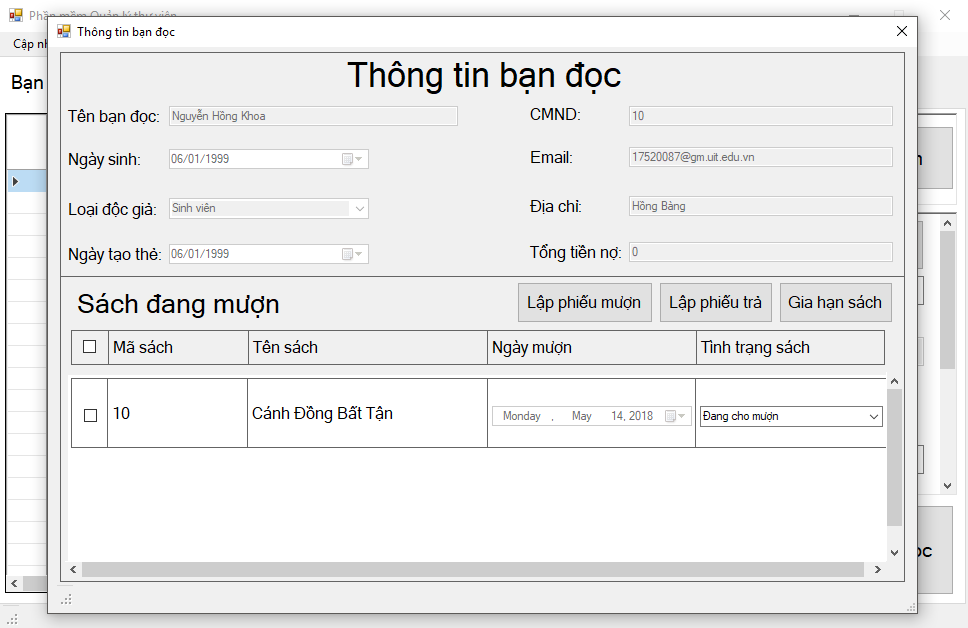 Phần mềm Quản lý thư viện
Thông tin bạn đọc
Cập nh
Bạn
Thông tin bạn đọc
Tên bạn đọc: Nguyễn Hồng Khoa CMND: 10
Ngày sinh: 06/01/1999 Email: 17520087@gm.uit.edu.vn
Loại độc giả: Sinh viên Địa chỉ: Hồng Bàng
Ngày tạo thẻ: 06/01/1999 Tổng tiền nợ: 0
Sách đang mượn Lập phiếu mượn Lập phiếu trả Gia hạn sách
Mã sách Tên sách Ngày mượn Tình trạng sách
10 Cánh Đồng Bất Tận Monday , May 14, 2018 Đang cho mượn
ọc